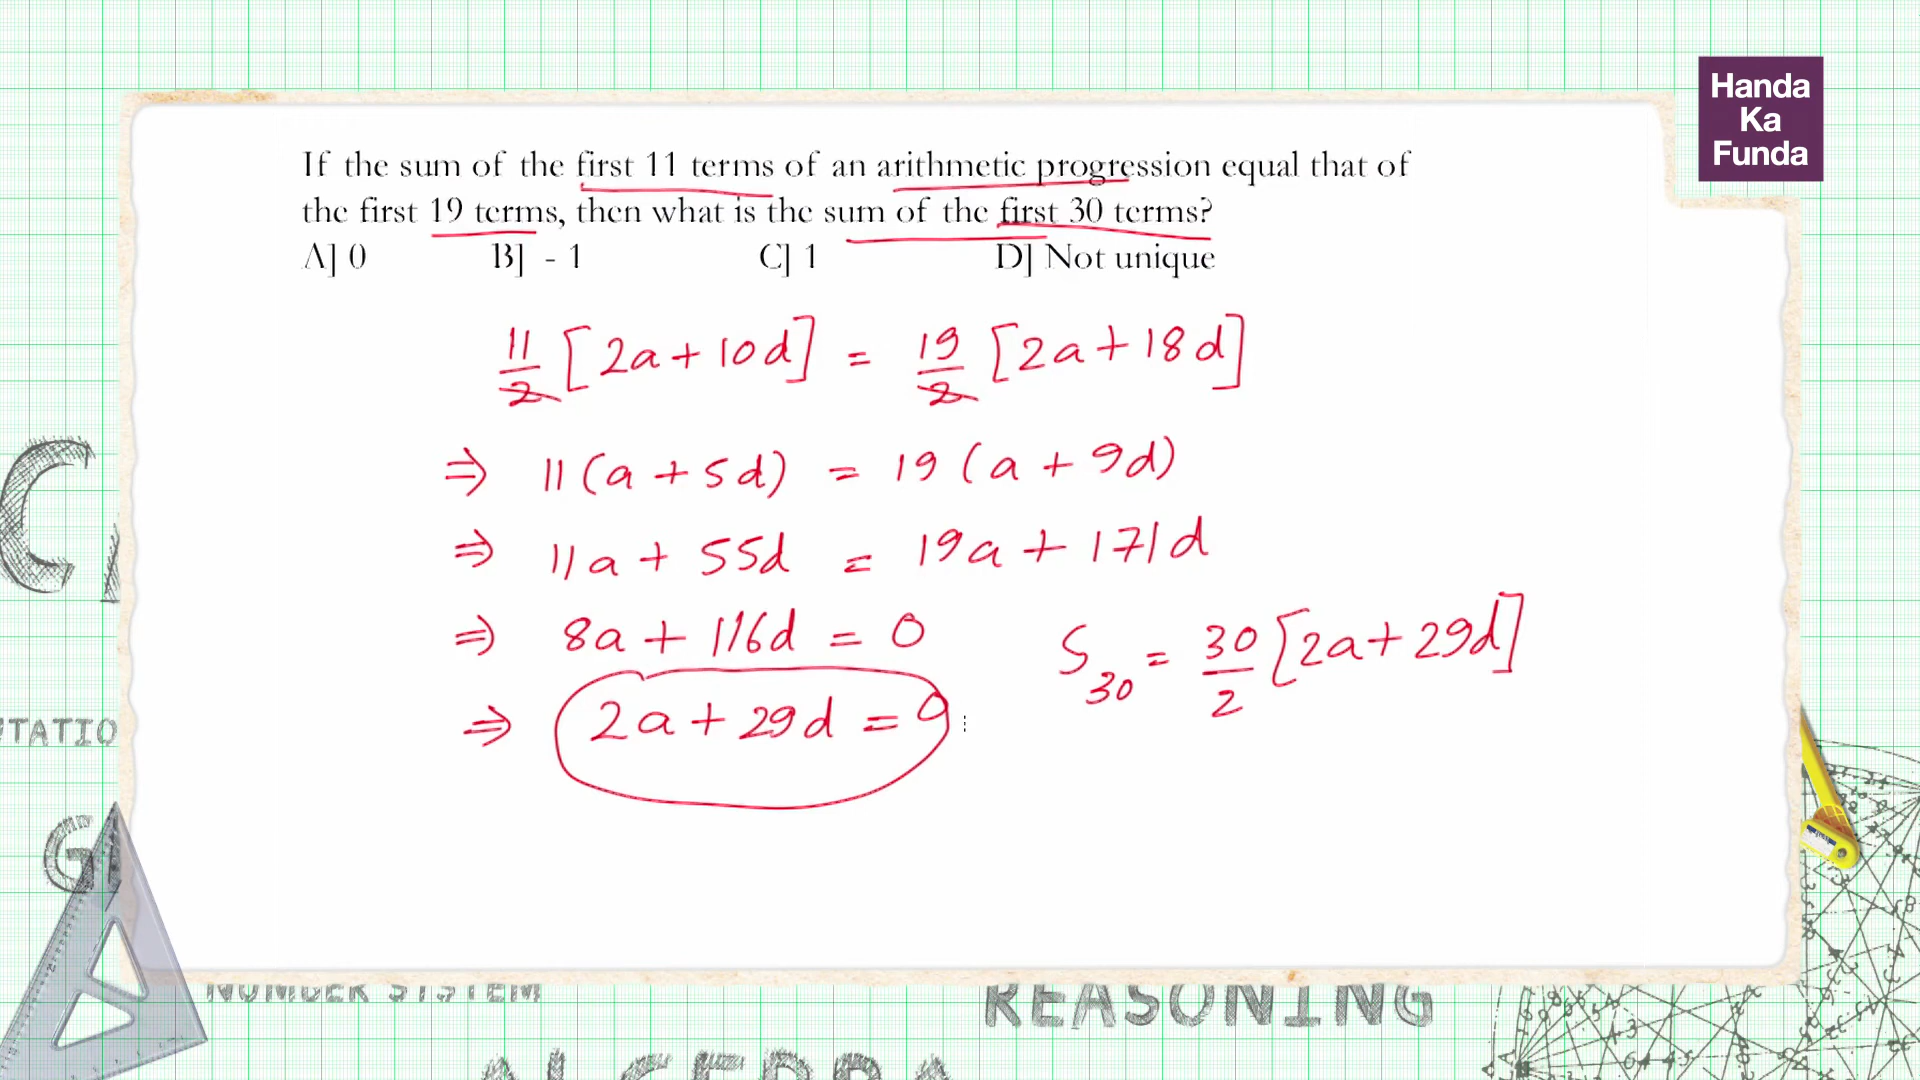 Handa
Ka
Funda
If the sum of the first 11 terms of an arithmetic progression equal that of
the first 19 terms, then what is the sum of the first 30 terms?
A] 0 B] - 1 C] 1 D] Not unique
11/2 [2a + 10d] = 19/2 [2a + 18d]
⇒ 11(a + 5d) = 19(a + 9d)
⇒ 11a + 55d = 19a + 171d
⇒ 8a + 116d = 0
S30 = 30/2 [2a + 29d]
⇒ 2a + 29d = 0
NUMBER SYSTEM
REASONING
ALGEBRA